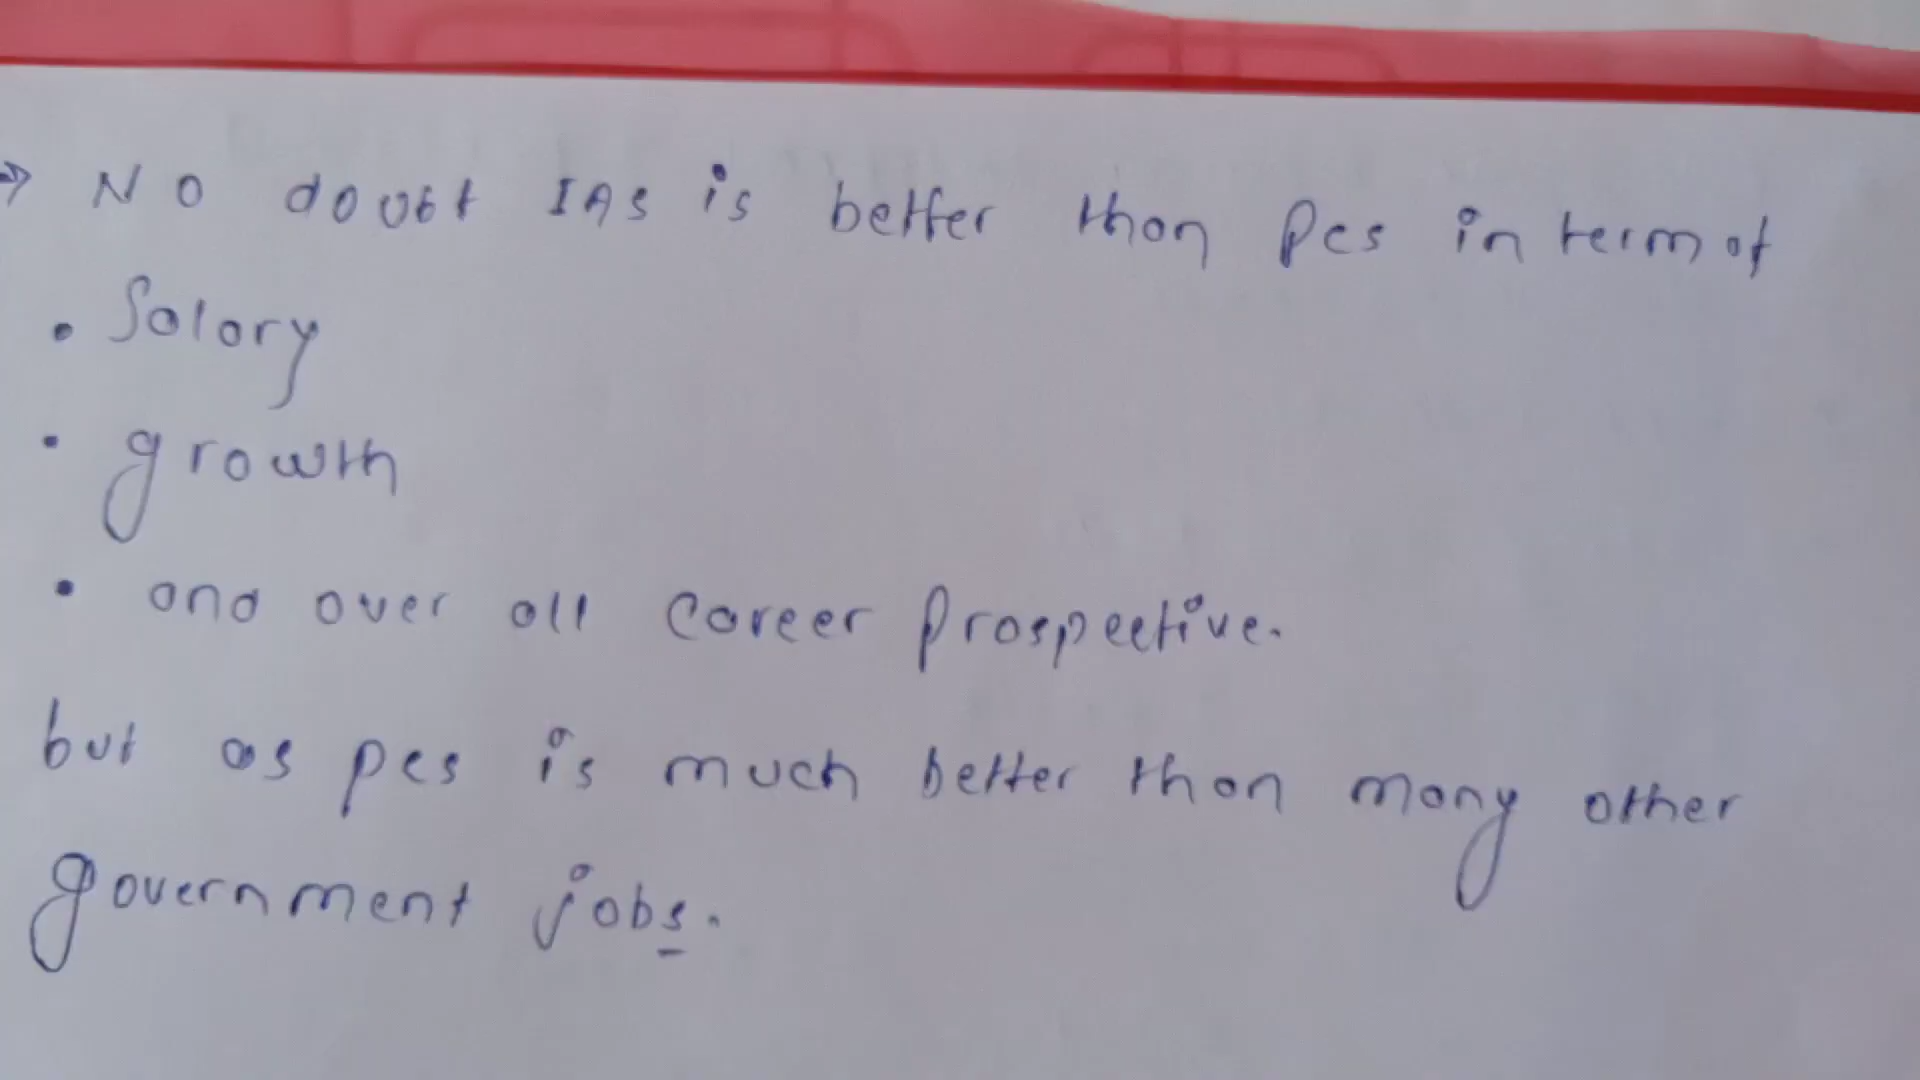 ⇒ No doubt IAS is better than Pcs in term of
• Salary
• growth
• and over all Career Prospective.
but as pcs is much better than many other
government jobs.